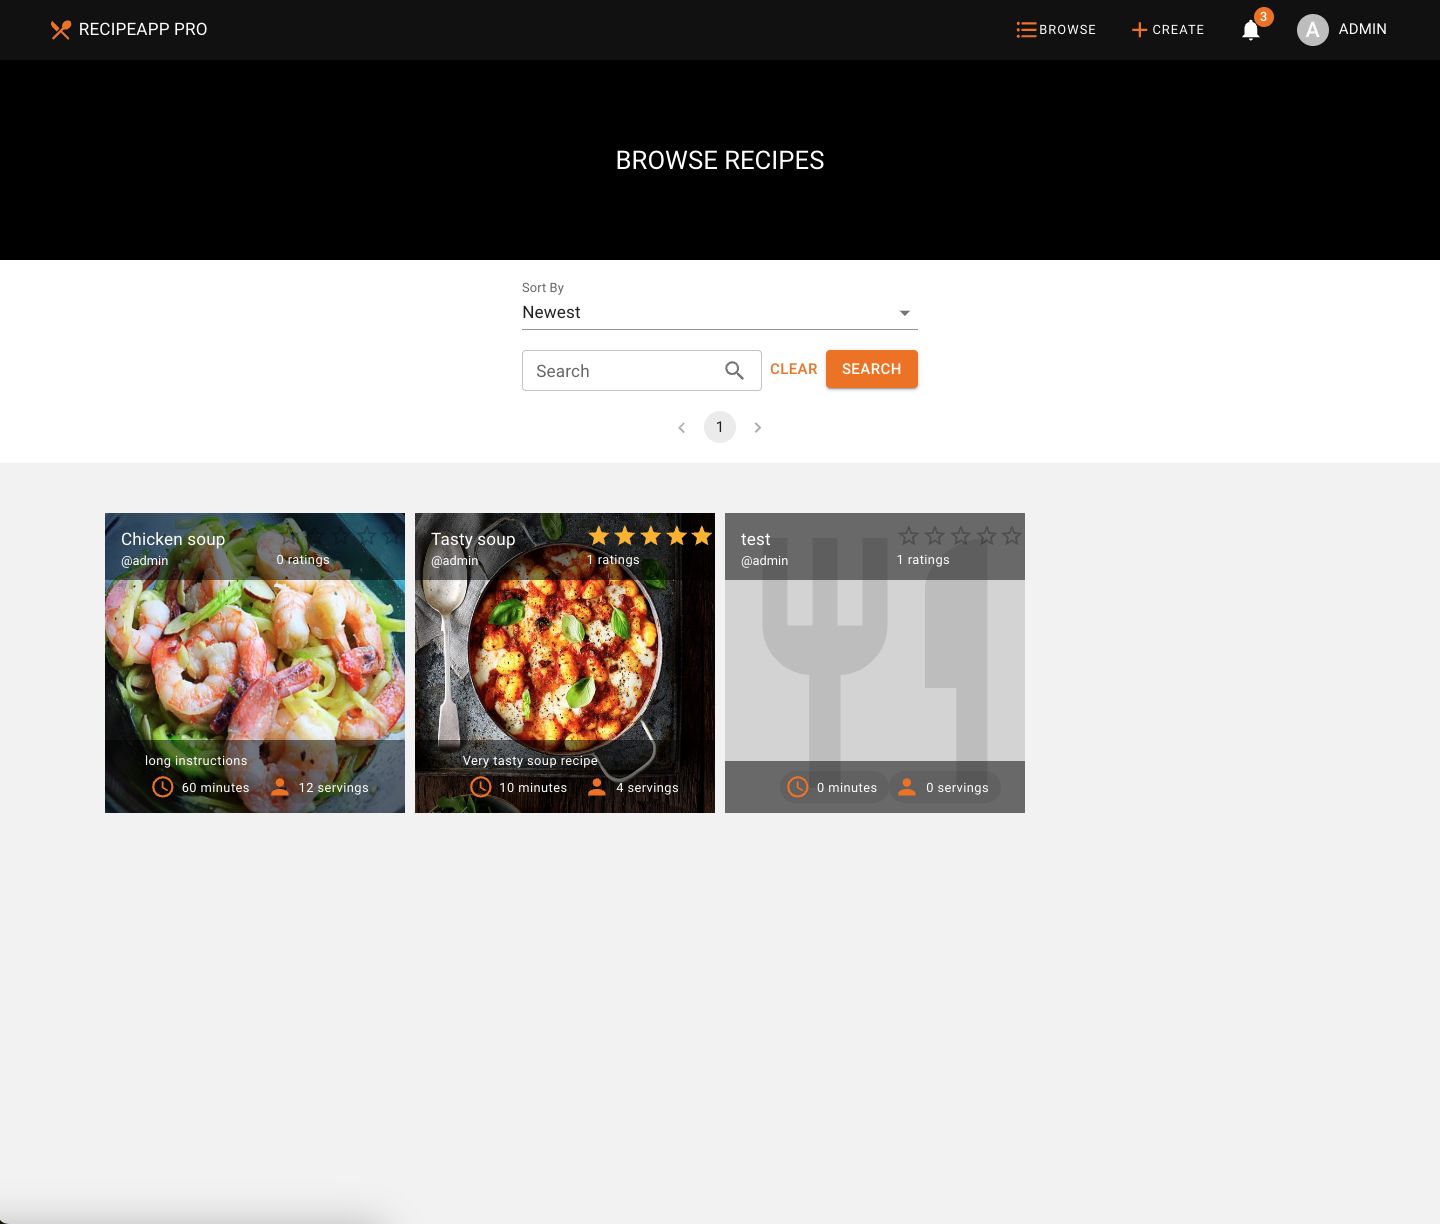 RECIPEAPP PRO
BROWSE
CREATE
3
A
ADMIN
BROWSE RECIPES
Sort By
Newest
Search
CLEAR
SEARCH
1
Chicken soup
@admin
0 ratings
long instructions
60 minutes
12 servings
Tasty soup
@admin
1 ratings
Very tasty soup recipe
10 minutes
4 servings
test
@admin
1 ratings
0 minutes
0 servings